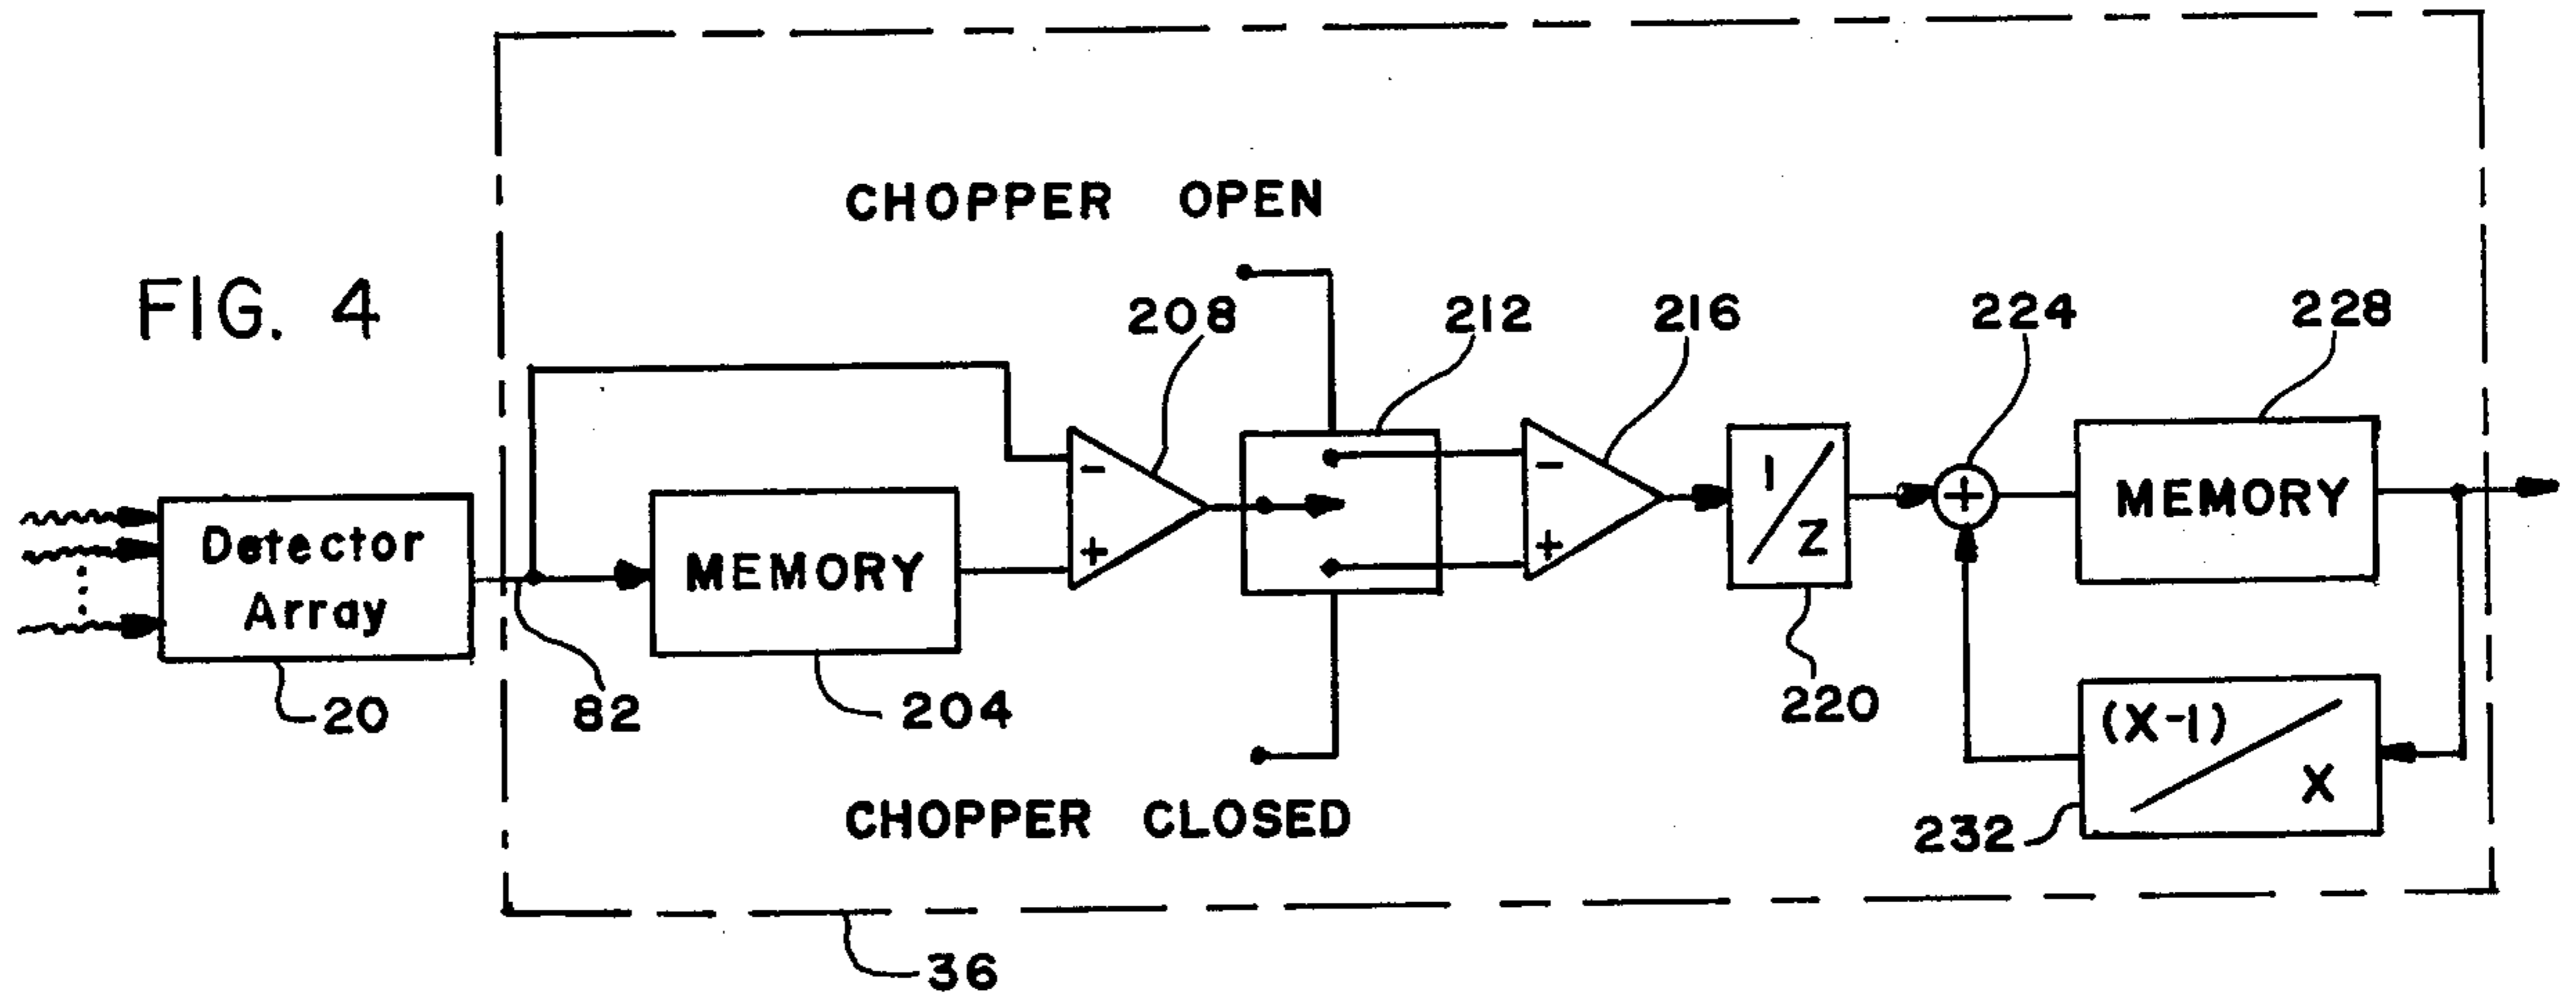 FIG. 4
CHOPPER OPEN
208
212
216
224
228
Detector
Array
MEMORY
-
+
-
+
1/Z
+
MEMORY
20
82
204
220
(X-1)/X
232
CHOPPER CLOSED
36